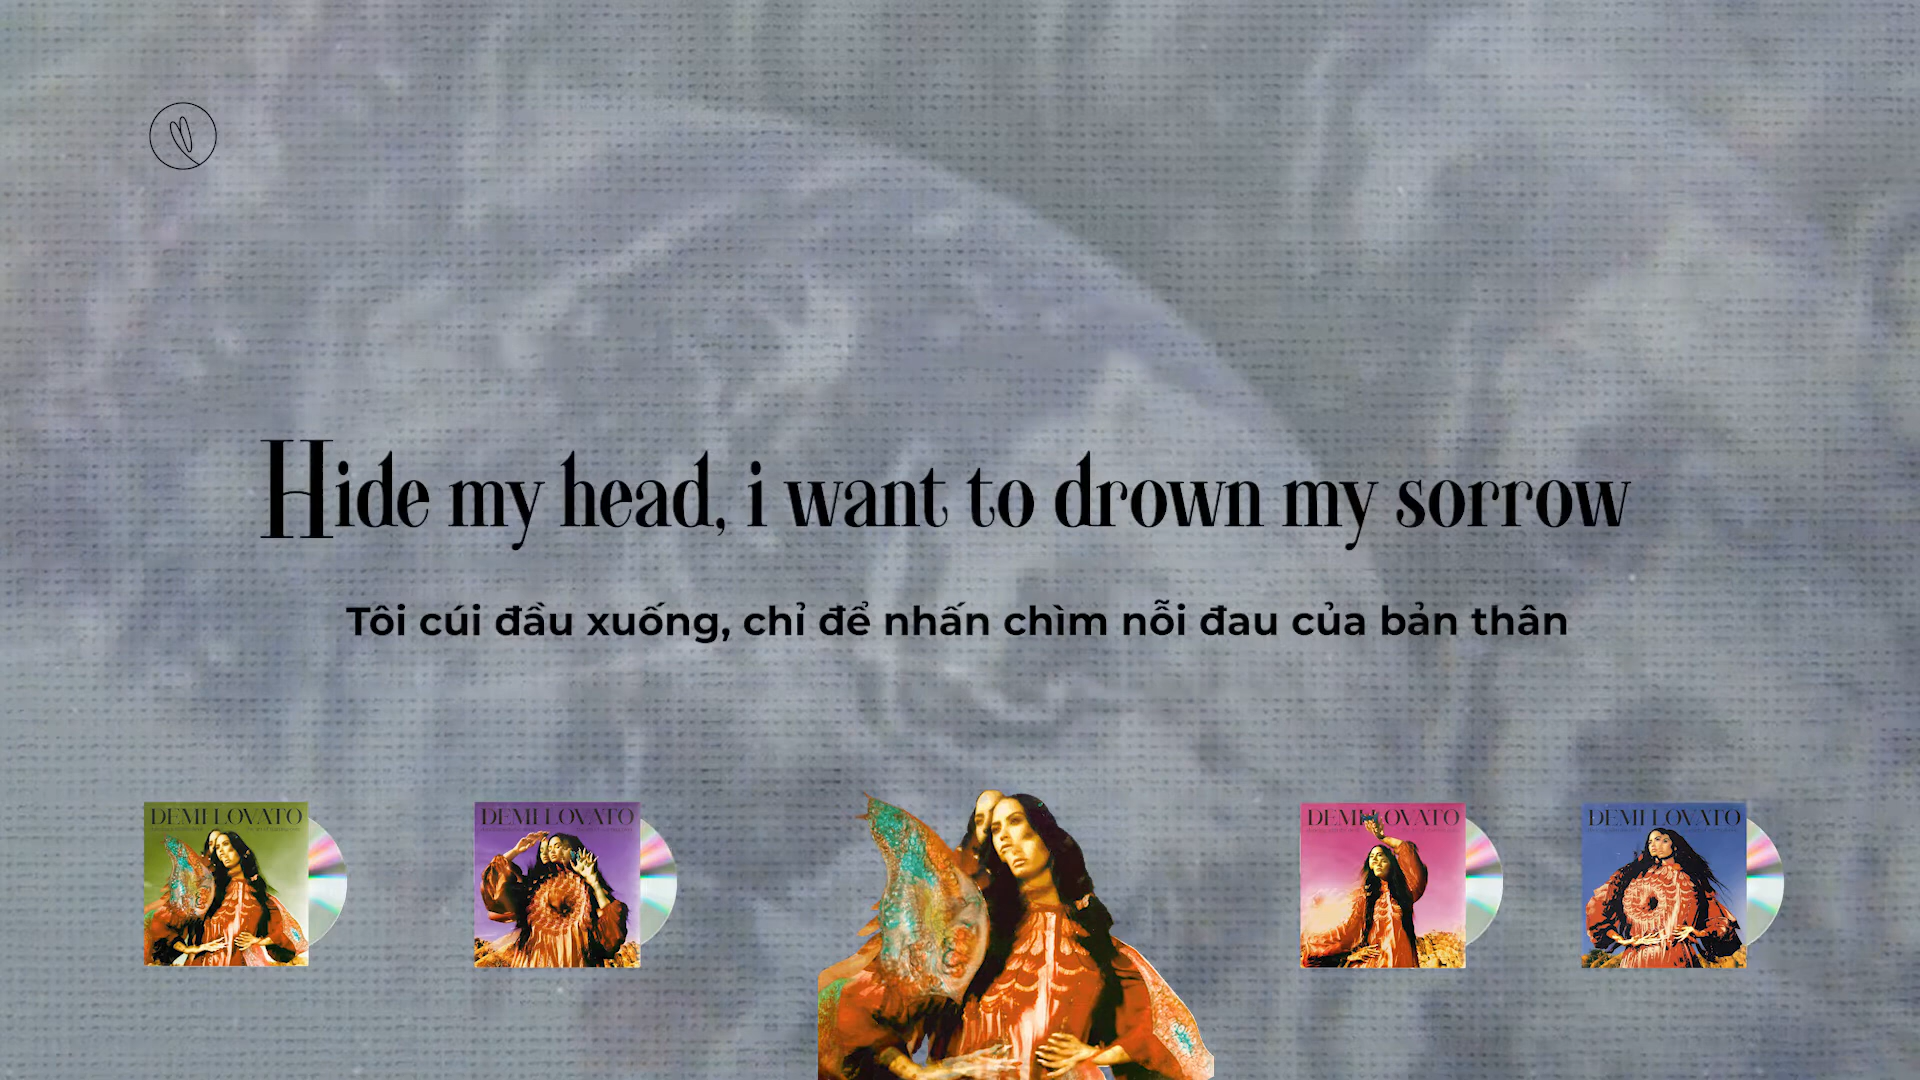 Hide my head, i want to drown my sorrow
Tôi cúi đầu xuống, chỉ để nhấn chìm nỗi đau của bản thân
DEMI LOVATO
DEMI LOVATO
DEMI LOVATO
DEMI LOVATO